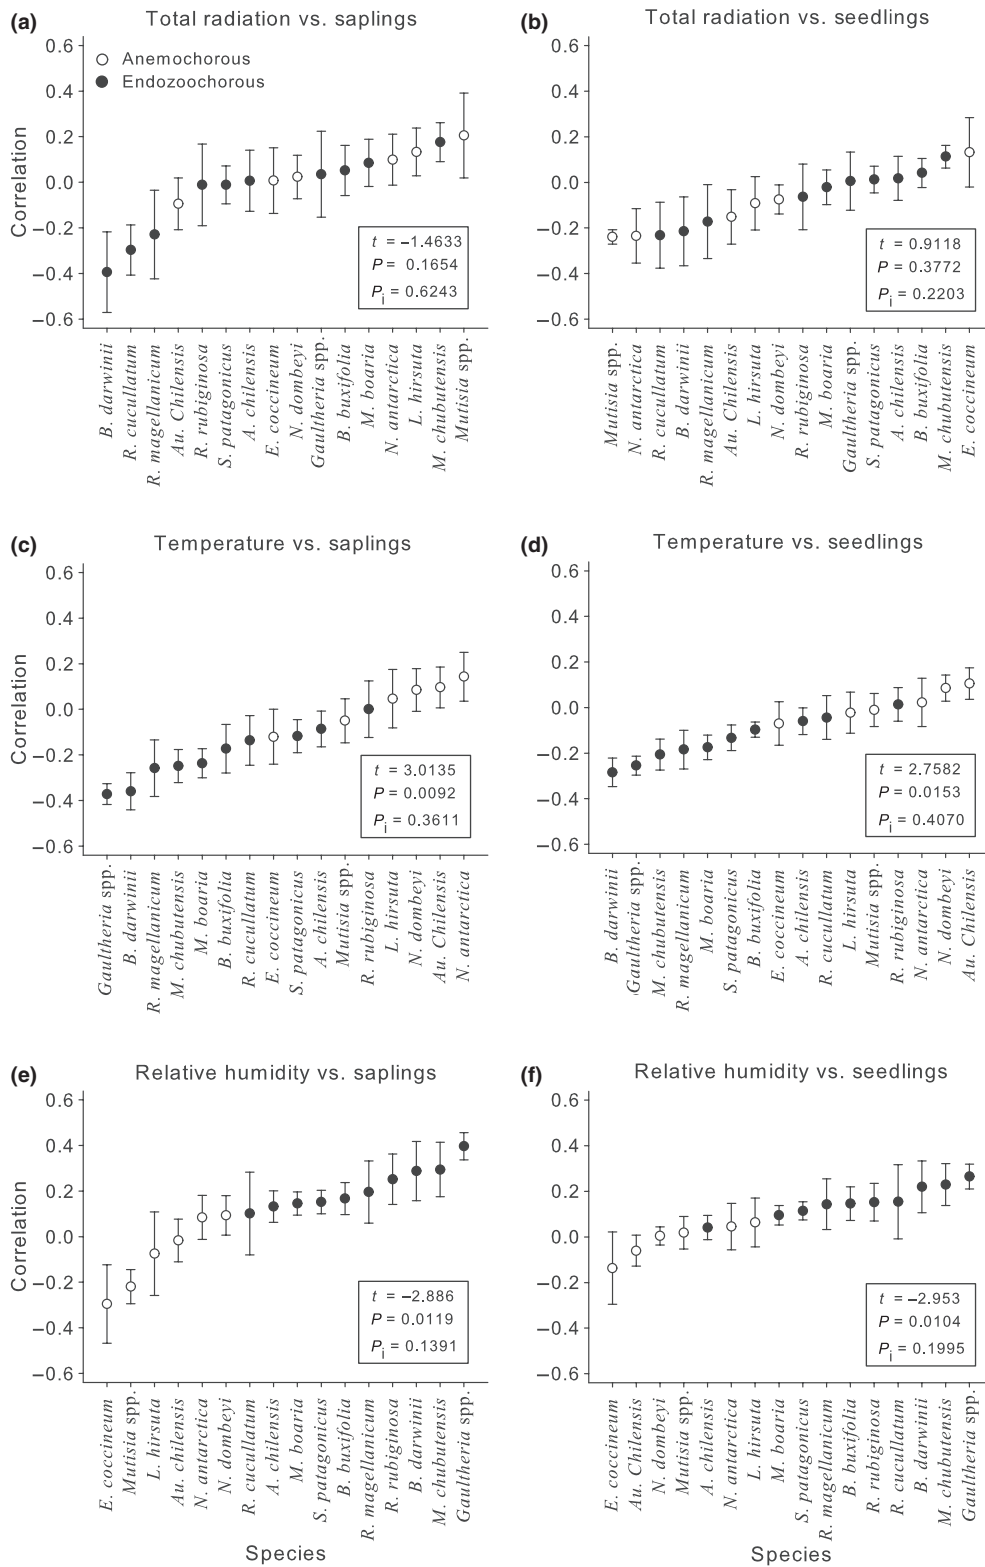 (a) Total radiation vs. saplings
0.6
0.4
0.2
0.0
−0.2
−0.4
−0.6
Correlation
Anemochorous
Endozoochorous
t = −1.4633
P = 0.1654
Pi = 0.6243
B. darwinii
R. cucullatum
R. magellanicum
Au. Chilensis
R. rubiginosa
S. patagonicus
A. chilensis
E. coccineum
N. dombeyi
Gaultheria spp.
B. buxifolia
M. boaria
N. antarctica
L. hirsuta
M. chubutensis
Mutisia spp.
(b) Total radiation vs. seedlings
0.6
0.4
0.2
0.0
−0.2
−0.4
−0.6
t = 0.9118
P = 0.3772
Pi = 0.2203
Mutisia spp.
N. antarctica
R. cucullatum
B. darwinii
R. magellanicum
Au. Chilensis
L. hirsuta
N. dombeyi
R. rubiginosa
M. boaria
Gaultheria spp.
S. patagonicus
A. chilensis
B. buxifolia
M. chubutensis
E. coccineum
(c) Temperature vs. saplings
0.6
0.4
0.2
0.0
−0.2
−0.4
−0.6
Correlation
t = 3.0135
P = 0.0092
Pi = 0.3611
Gaultheria spp.
B. darwinii
R. magellanicum
M. chubutensis
M. boaria
B. buxifolia
R. cucullatum
E. coccineum
S. patagonicus
A. chilensis
Mutisia spp.
R. rubiginosa
L. hirsuta
N. dombeyi
Au. Chilensis
N. antarctica
(d) Temperature vs. seedlings
0.6
0.4
0.2
0.0
−0.2
−0.4
−0.6
t = 2.7582
P = 0.0153
Pi = 0.4070
B. darwinii
Gaultheria spp.
M. chubutensis
R. magellanicum
M. boaria
S. patagonicus
B. buxifolia
E. coccineum
A. chilensis
R. cucullatum
L. hirsuta
Mutisia spp.
R. rubiginosa
N. antarctica
N. dombeyi
Au. Chilensis
(e) Relative humidity vs. saplings
0.6
0.4
0.2
0.0
−0.2
−0.4
−0.6
Correlation
t = −2.886
P = 0.0119
Pi = 0.1391
E. coccineum
Mutisia spp.
L. hirsuta
Au. chilensis
N. antarctica
N. dombeyi
R. cucullatum
A. chilensis
M. boaria
S. patagonicus
B. buxifolia
R. magellanicum
R. rubiginosa
B. darwinii
M. chubutensis
Gaultheria spp.
Species
(f) Relative humidity vs. seedlings
0.6
0.4
0.2
0.0
−0.2
−0.4
−0.6
t = −2.953
P = 0.0104
Pi = 0.1995
E. coccineum
Au. Chilensis
N. dombeyi
Mutisia spp.
A. chilensis
N. antarctica
L. hirsuta
M. boaria
S. patagonicus
R. magellanicum
B. buxifolia
R. rubiginosa
R. cucullatum
B. darwinii
M. chubutensis
Gaultheria spp.
Species